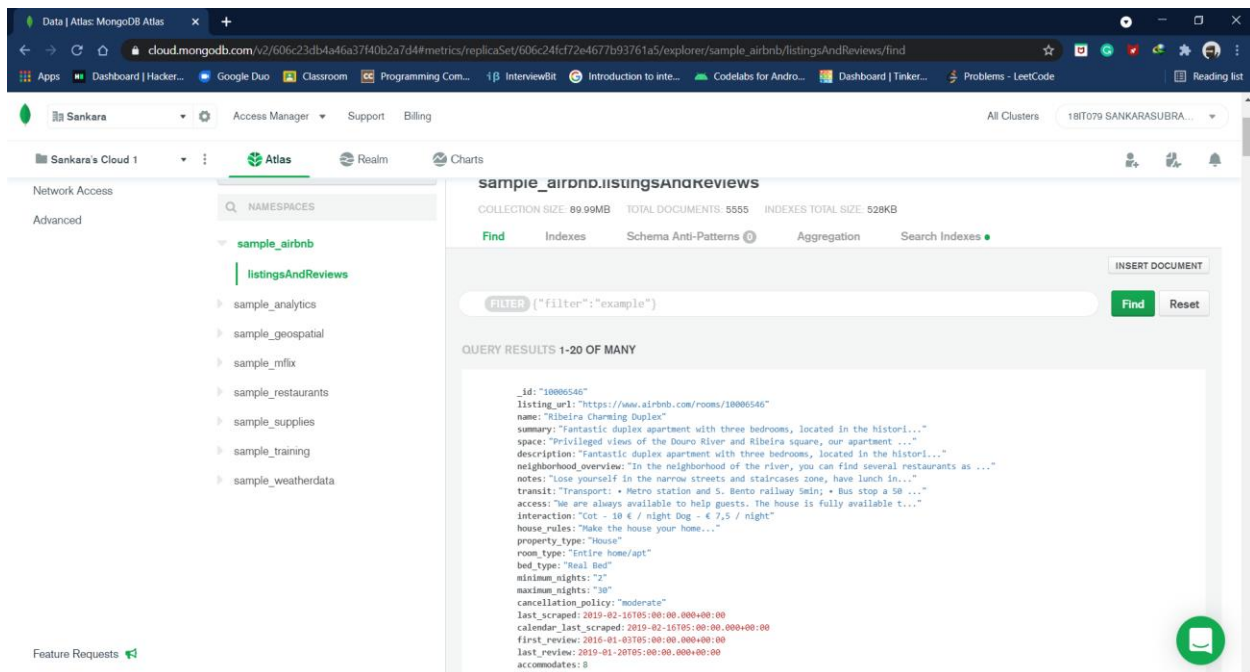 Data | Atlas: MongoDB Atlas
cloud.mongodb.com/v2/606c23db4a46a37f40b2a7d4#metrics/replicaSet/606c24fcf72e4677b93761a5/explorer/sample_airbnb/listingsAndReviews/find
Apps Dashboard | Hacker... Google Duo Classroom Programming Com... InterviewBit Introduction to inte... Codelabs for Andro... Dashboard | Tinker... Problems - LeetCode Reading list
Sankara Access Manager Support Billing All Clusters 18IT079 SANKARASUBRA...
Sankara's Cloud 1 Atlas Realm Charts
Network Access
Advanced
Feature Requests
NAMESPACES
sample_airbnb
listingsAndReviews
sample_analytics
sample_geospatial
sample_mflix
sample_restaurants
sample_supplies
sample_training
sample_weatherdata
sample_airbnb.listingsAndReviews
COLLECTION SIZE: 89.99MB TOTAL DOCUMENTS: 5555 INDEXES TOTAL SIZE: 528KB
Find Indexes Schema Anti-Patterns 0 Aggregation Search Indexes
INSERT DOCUMENT
FILTER {"filter":"example"} Find Reset
QUERY RESULTS 1-20 OF MANY
_id: "10006546"
listing_url: "https://www.airbnb.com/rooms/10006546"
name: "Ribeira Charming Duplex"
summary: "Fantastic duplex apartment with three bedrooms, located in the histori..."
space: "Privileged views of the Douro River and Ribeira square, our apartment ..."
description: "Fantastic duplex apartment with three bedrooms, located in the histori..."
neighborhood_overview: "In the neighborhood of the river, you can find several restaurants as ..."
notes: "Lose yourself in the narrow streets and staircases zone, have lunch in..."
transit: "Transport: • Metro station and S. Bento railway 5min; • Bus stop a 50 ..."
access: "We are always available to help guests. The house is fully available t..."
interaction: "Cot - 10 € / night Dog - € 7,5 / night"
house_rules: "Make the house your home..."
property_type: "House"
room_type: "Entire home/apt"
bed_type: "Real Bed"
minimum_nights: "2"
maximum_nights: "30"
cancellation_policy: "moderate"
last_scraped: 2019-02-16T05:00:00.000+00:00
calendar_last_scraped: 2019-02-16T05:00:00.000+00:00
first_review: 2016-01-03T05:00:00.000+00:00
last_review: 2019-01-20T05:00:00.000+00:00
accommodates: 8